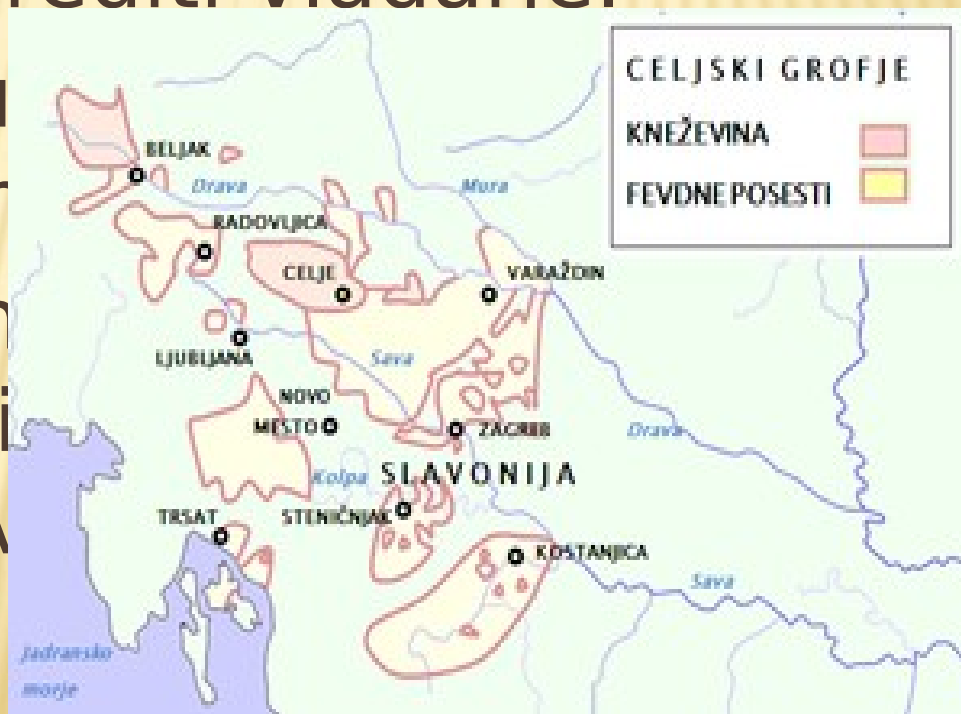 CELJSKI GROFJE
KNEŽEVINA
FEVDNE POSESTI
BELJAK
Drava
Mura
RADOVLJICA
CELJE
VARAŽDIN
LJUBLJANA
Sava
NOVO
MESTO
ZAGREB
Drava
Kolpa
SLAVONIJA
TRSAT
STENIČNJAK
KOSTANJICA
Sava
Jadransko
morje